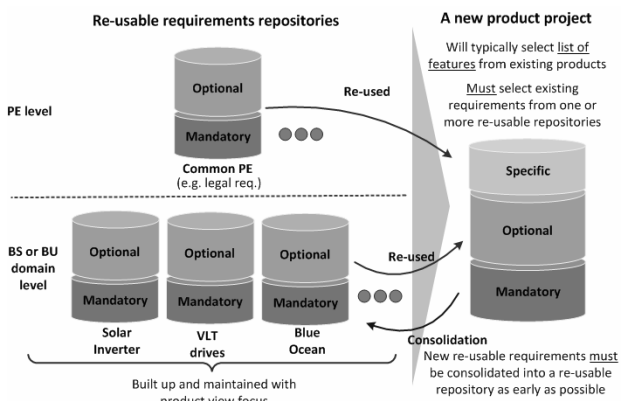 Re-usable requirements repositories
A new product project
Will typically select list of
features from existing products
Must select existing
requirements from one or
more re-usable repositories
PE level
Optional
Mandatory
Re-used
Common PE
(e.g. legal req.)
Specific
Optional
Mandatory
BS or BU
domain
level
Optional
Mandatory
Optional
Mandatory
Optional
Mandatory
Re-used
Solar
Inverter
VLT
drives
Blue
Ocean
Consolidation
New re-usable requirements must
be consolidated into a re-usable
repository as early as possible
Built up and maintained with
product view focus